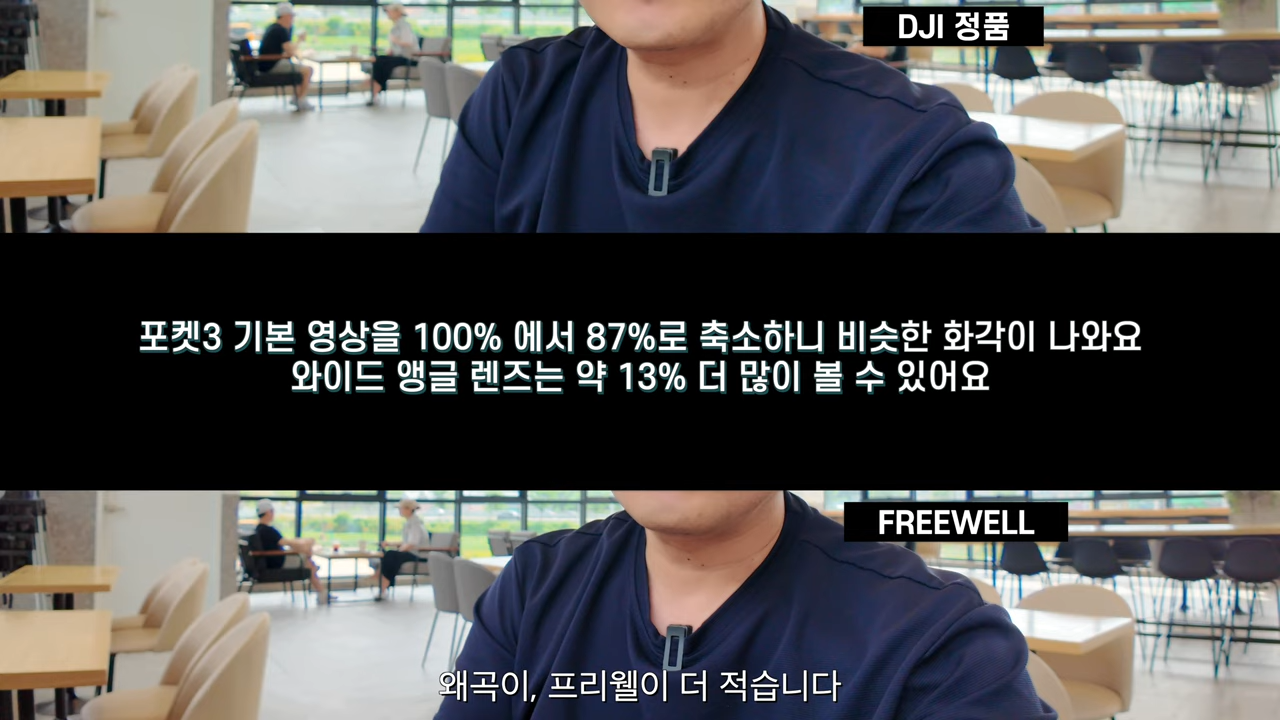 DJI 정품
포켓3 기본 영상을 100% 에서 87%로 축소하니 비슷한 화각이 나와요
와이드 앵글 렌즈는 약 13% 더 많이 볼 수 있어요
FREEWELL
왜곡이, 프리웰이 더 적습니다